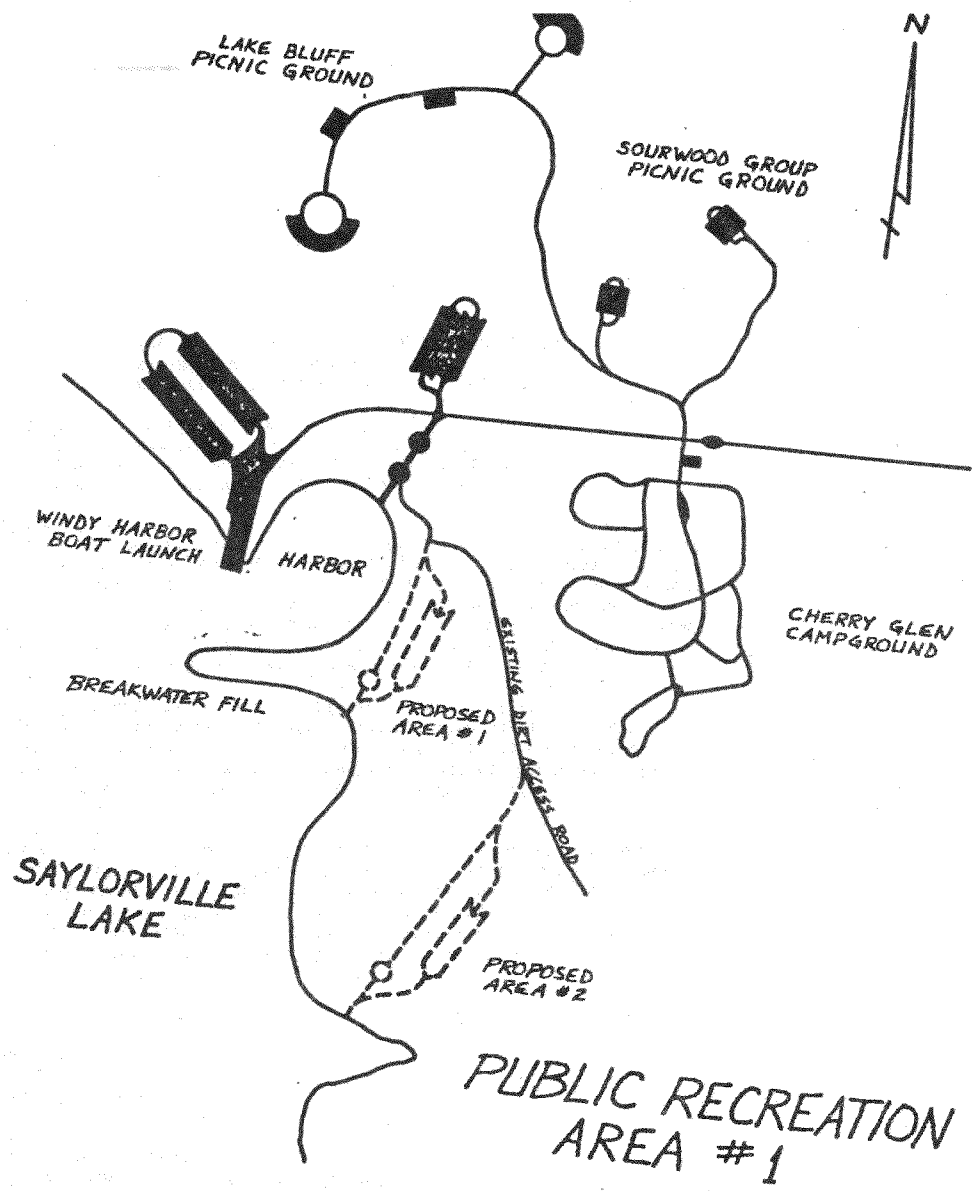 N
LAKE BLUFF
PICNIC GROUND
SOURWOOD GROUP
PICNIC GROUND
WINDY HARBOR
BOAT LAUNCH
HARBOR
CHERRY GLEN
CAMPGROUND
EXISTING DIRT ACCESS ROAD
BREAKWATER FILL
PROPOSED
AREA #1
SAYLORVILLE
LAKE
PROPOSED
AREA #2
PUBLIC RECREATION
AREA #1